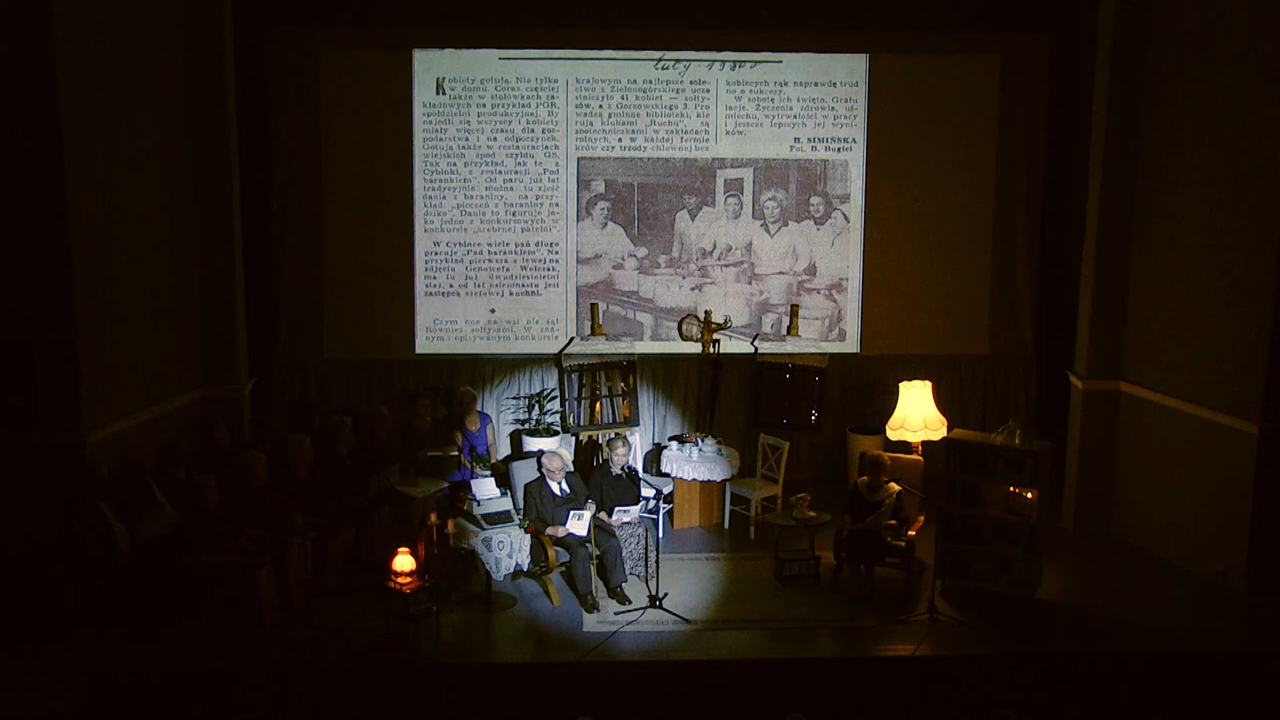 luty 1980
Kobiety gotują. Nie tylko
w domu. Coraz częściej
także w stołówkach za-
kładowych na przykład PGR,
spółdzielni produkcyjnej. By
najedli się wszyscy i kobiety
miały więcej czasu dla gos-
podarstwa i na odpoczynek.
Gotują także w restauracjach
wiejskich spod szyldu GS.
Tak na przykład, jak te z
Cybinki, z restauracji „Pod
barankiem". Od paru już lat
tradycyjnie można tu zjeść
dania z baraniny, na przy-
kład: „pieczeń z baraniny na
dziko". Danie to figuruje ja-
ko jedno z konkursowych w
konkursie „srebrnej patelni".
W Cybince wiele pań długo
pracuje „Pod barankiem". Na
przykład pierwsza z lewej na
zdjęciu Genowefa Welczak,
ma tu już dwudziestoletni
staż, a od lat osiemnastu jest
zastępcą szefowej kuchni.
Czym one na wsi nie są!
Również sołtysami. W zna-
nym i opisywanym konkursie
krajowym na najlepsze sołe-
ctwo z Zielonogórskiego ucze
stniczyło 41 kobiet — sołty-
sów, a z Gorzowskiego 3. Pro
wadzą gminne biblioteki, kie
rują klubami „Ruchu", są
zootechniczkami w zakładach
rolnych, a w każdej fermie
krów czy trzody chlewnej bez
kobiecych rąk naprawdę trud
no o sukcesy.
W sobotę ich święto. Gratu
lacje. Życzenia zdrowia, uś-
miechu, wytrwałości w pracy
i jeszcze lepszych jej wyni-
ków.
H. SIMIŃSKA
Fot. B. Bugiel